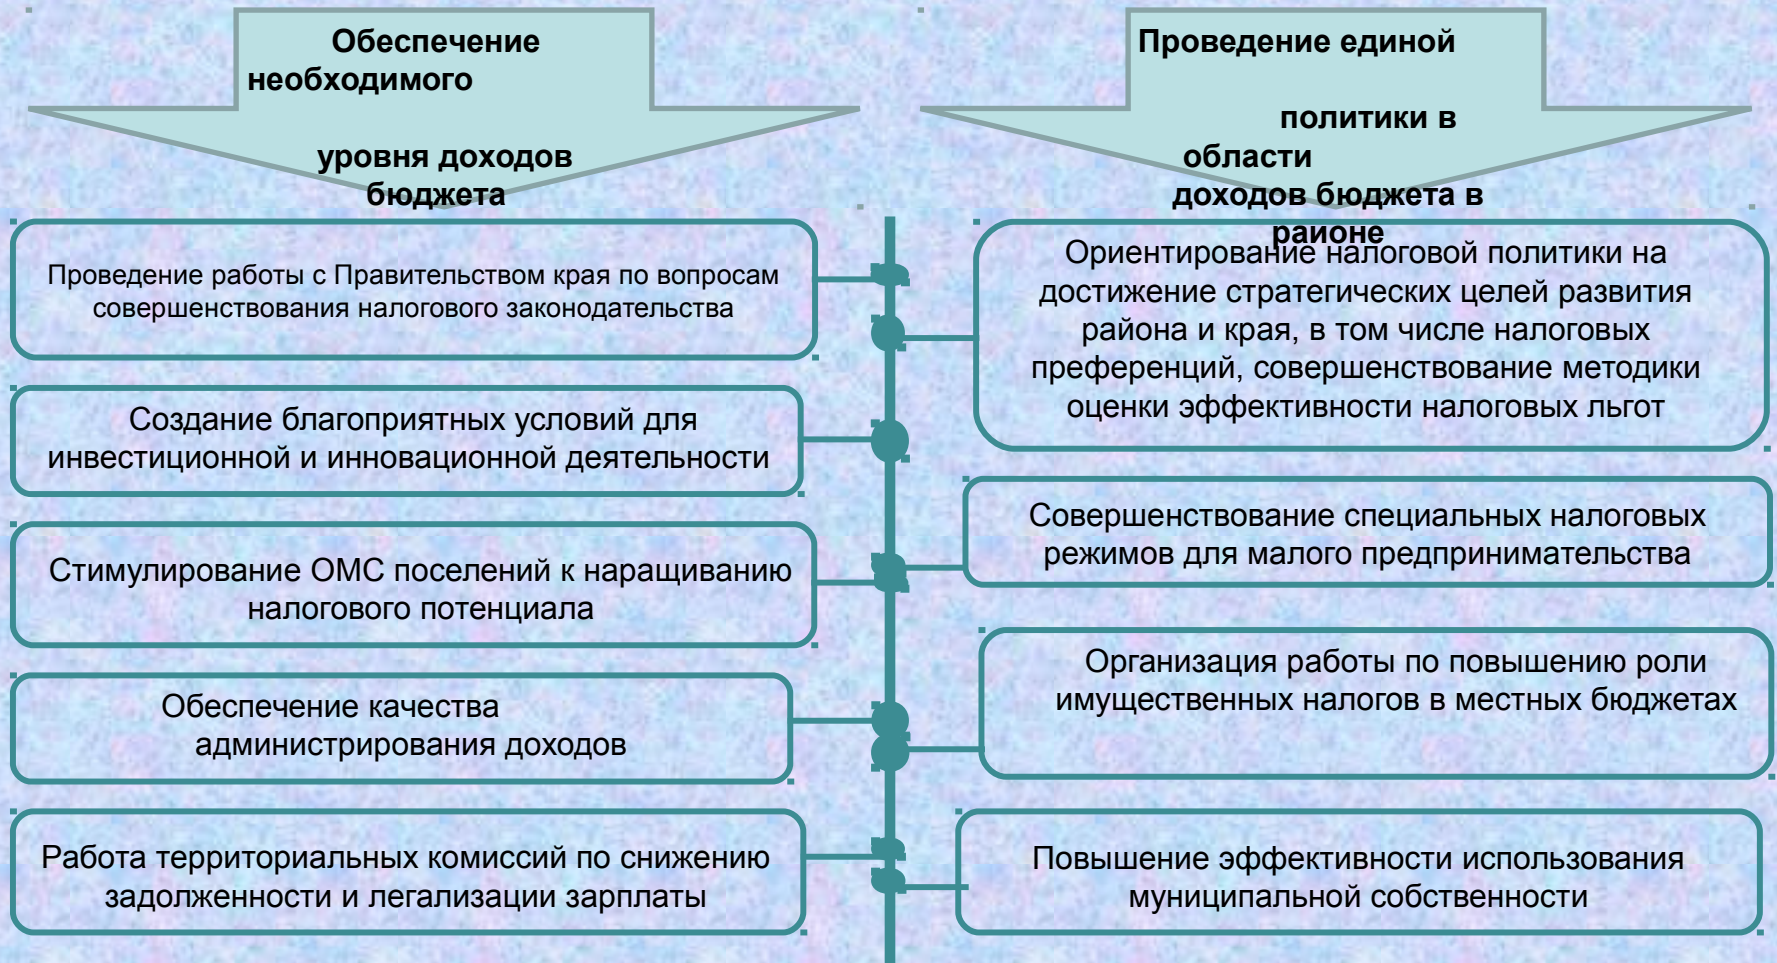 Обеспечение
необходимого
уровня доходов
бюджета
Проведение работы с Правительством края по вопросам
совершенствования налогового законодательства
Создание благоприятных условий для
инвестиционной и инновационной деятельности
Стимулирование ОМС поселений к наращиванию
налогового потенциала
Обеспечение качества
администрирования доходов
Работа территориальных комиссий по снижению
задолженности и легализации зарплаты
Проведение единой
политики в
области
доходов бюджета в
районе
Ориентирование налоговой политики на
достижение стратегических целей развития
района и края, в том числе налоговых
преференций, совершенствование методики
оценки эффективности налоговых льгот
Совершенствование специальных налоговых
режимов для малого предпринимательства
Организация работы по повышению роли
имущественных налогов в местных бюджетах
Повышение эффективности использования
муниципальной собственности